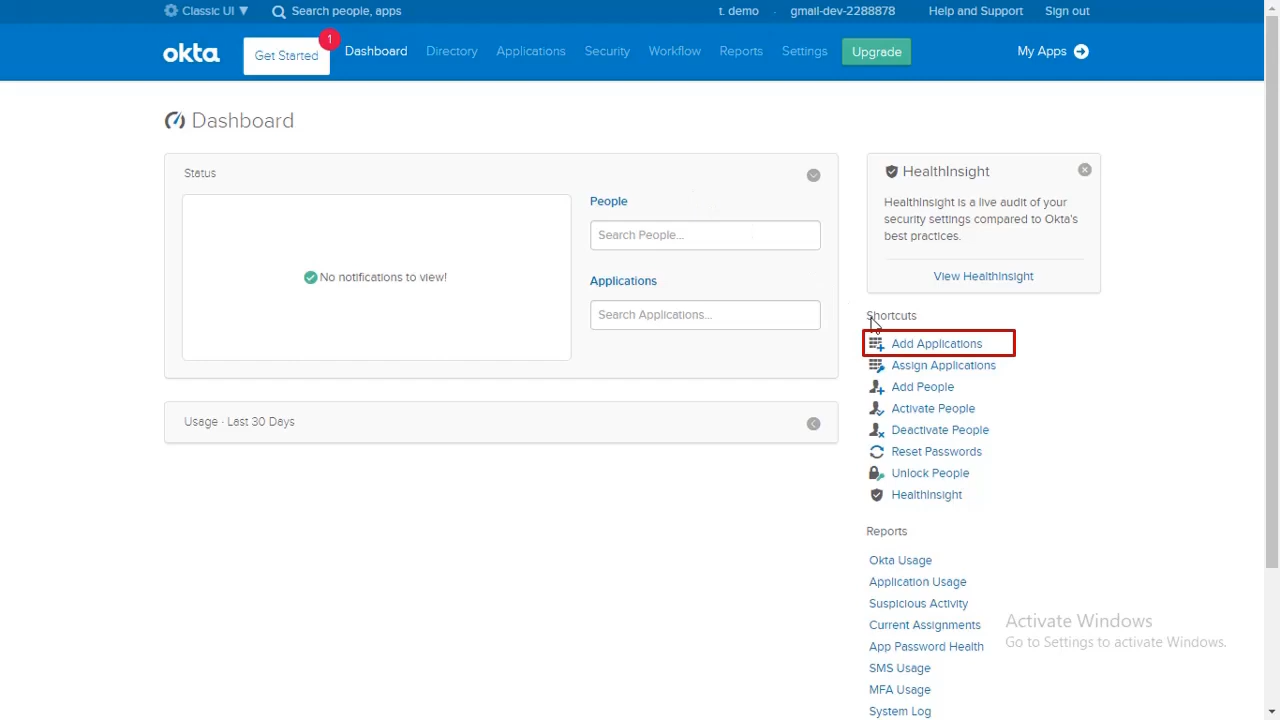 Classic UI ▼ Search people, apps t. demo gmail-dev-2288878 Help and Support Sign out
okta Get Started 1 Dashboard Directory Applications Security Workflow Reports Settings Upgrade My Apps
Dashboard
Status
No notifications to view!
People
Search People...
Applications
Search Applications...
Usage · Last 30 Days
HealthInsight
HealthInsight is a live audit of your
security settings compared to Okta's
best practices.
View HealthInsight
Shortcuts
Add Applications
Assign Applications
Add People
Activate People
Deactivate People
Reset Passwords
Unlock People
HealthInsight
Reports
Okta Usage
Application Usage
Suspicious Activity
Current Assignments
App Password Health
SMS Usage
MFA Usage
System Log
Activate Windows
Go to Settings to activate Windows.